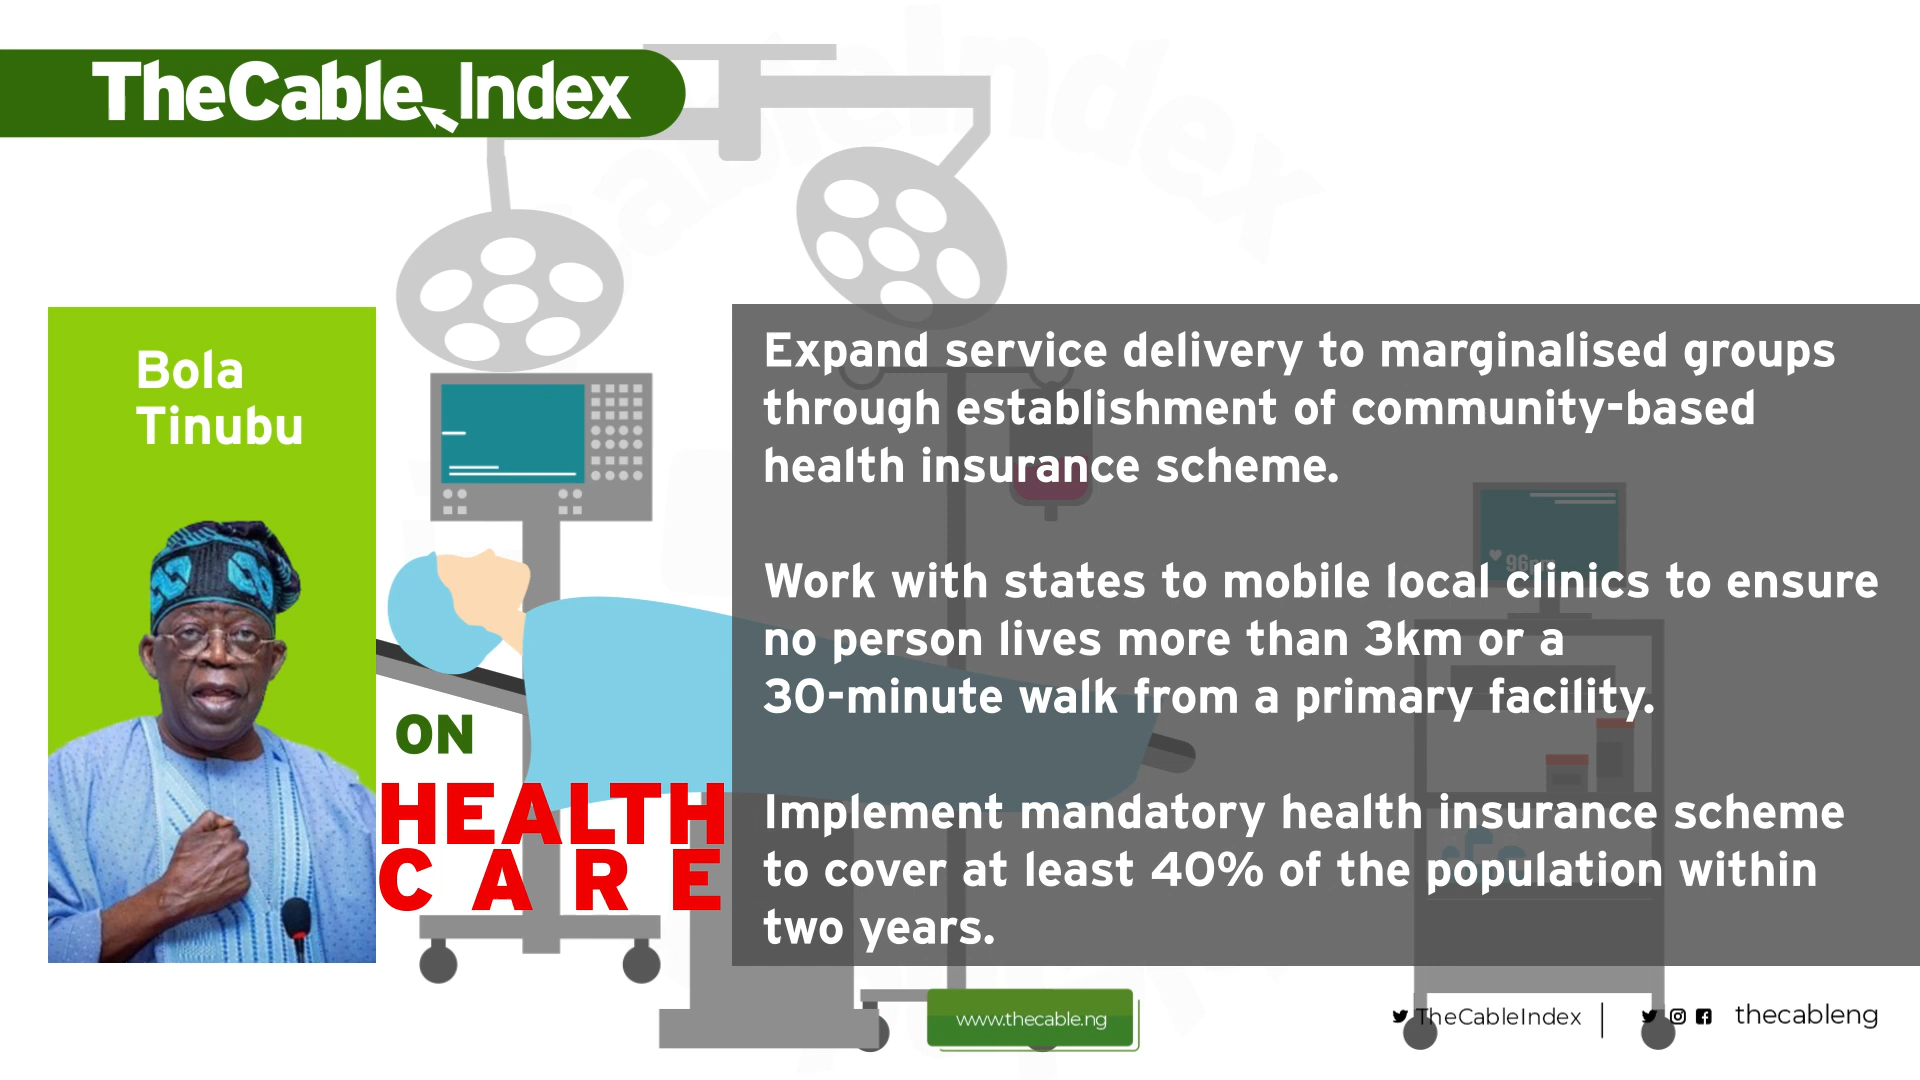 TheCable Index
Bola
Tinubu
ON
HEALTH
CARE
Expand service delivery to marginalised groups
through establishment of community-based
health insurance scheme.
Work with states to mobile local clinics to ensure
no person lives more than 3km or a
30-minute walk from a primary facility.
Implement mandatory health insurance scheme
to cover at least 40% of the population within
two years.
www.thecable.ng
TheCableIndex | thecableng